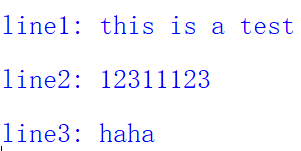 line1: this is a test
line2: 12311123
line3: haha